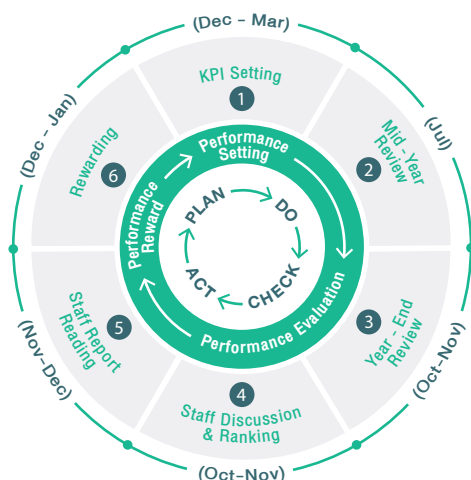 (Dec - Mar)
KPI Setting
1
(Jul)
Mid -Year
Review
2
(Oct-Nov)
Year - End
Review
3
(Oct-Nov)
Staff Discussion
& Ranking
4
(Nov-Dec)
Staff Report
Reading
5
(Dec - Jan)
Rewarding
6
Performance
Setting
Performance Evaluation
Performance
Reward
PLAN
DO
CHECK
ACT